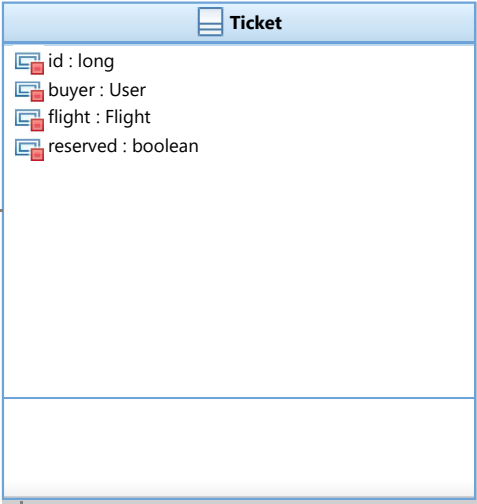 Ticket
id : long
buyer : User
flight : Flight
reserved : boolean